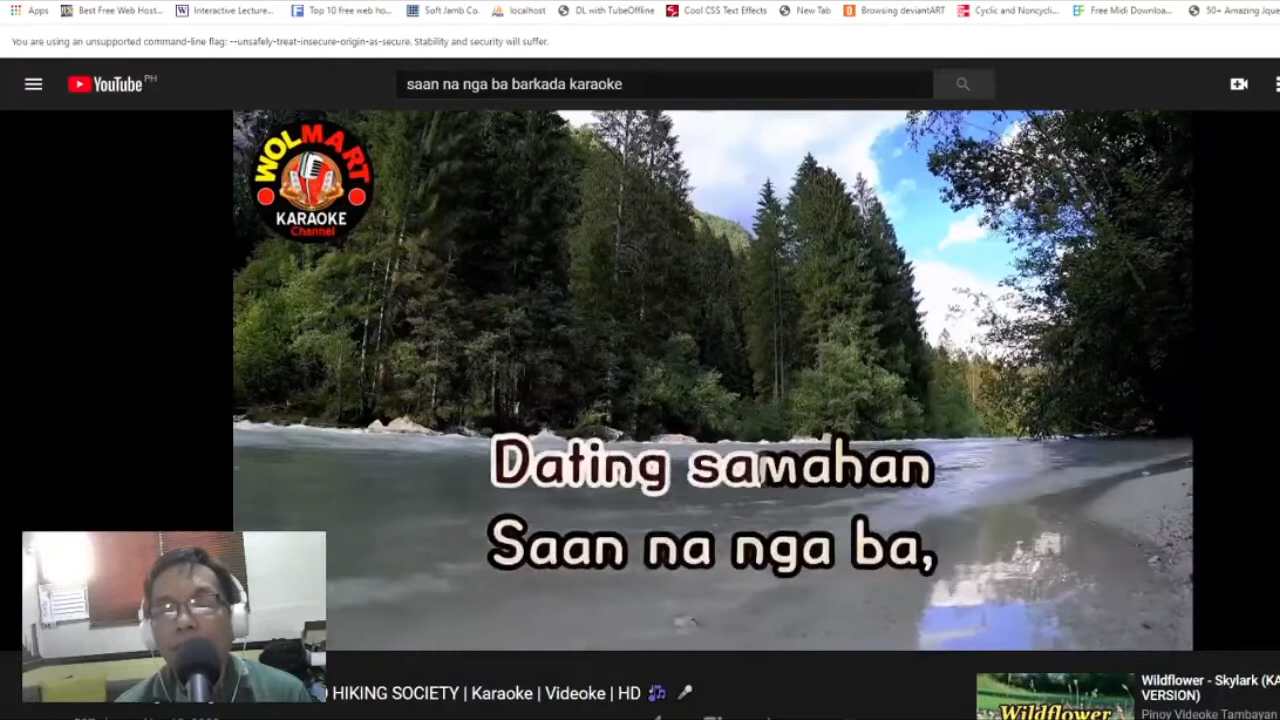 Apps Best Free Web Host... Interactive Lecture... Top 10 free web ho... Soft Jamb Co. localhost DL with TubeOffline Cool CSS Text Effects New Tab Browsing deviantART Cyclic and Noncycli... Free Midi Downloa... 50+ Amazing Jque
You are using an unsupported command-line flag: --unsafely-treat-insecure-origin-as-secure. Stability and security will suffer.
YouTube PH
saan na nga ba barkada karaoke
WOLMART
KARAOKE
Channel
Dating samahan
Saan na nga ba,
HIKING SOCIETY | Karaoke | Videoke | HD
Wildflower
Wildflower - Skylark (KA
VERSION)
Pinoy Videoke Tambayan